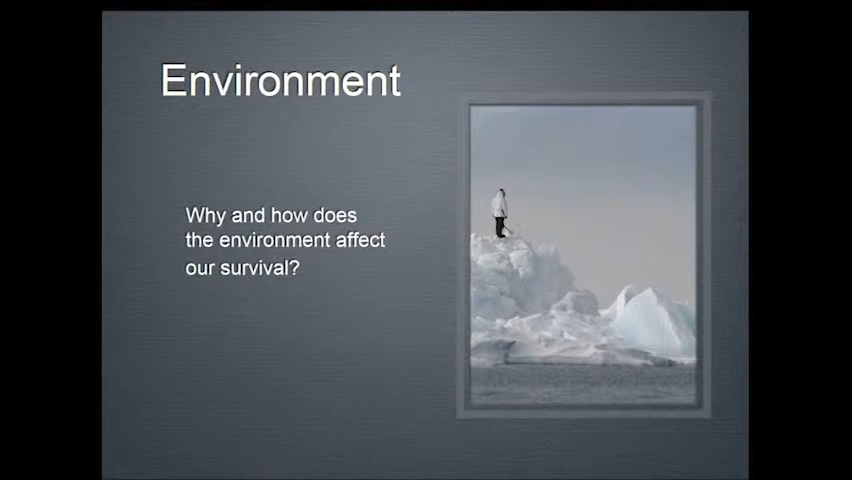 Environment
Why and how does
the environment affect
our survival?